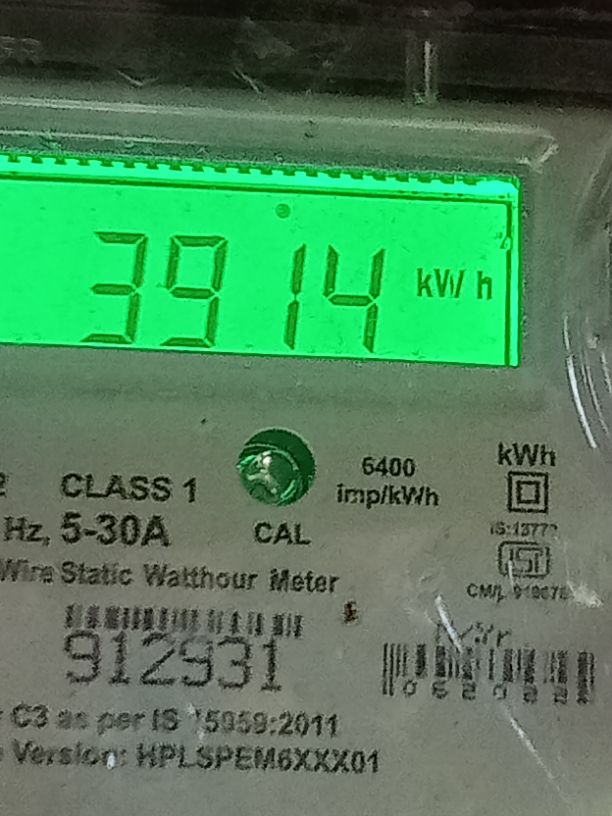 3914 kW h
CLASS 1
6400
imp/kWh
kWh
Hz, 5-30A
CAL
Wire Static Watthour Meter
912931
C3 as per IS 15959:2011
Version: HPLSPEM6XXX01